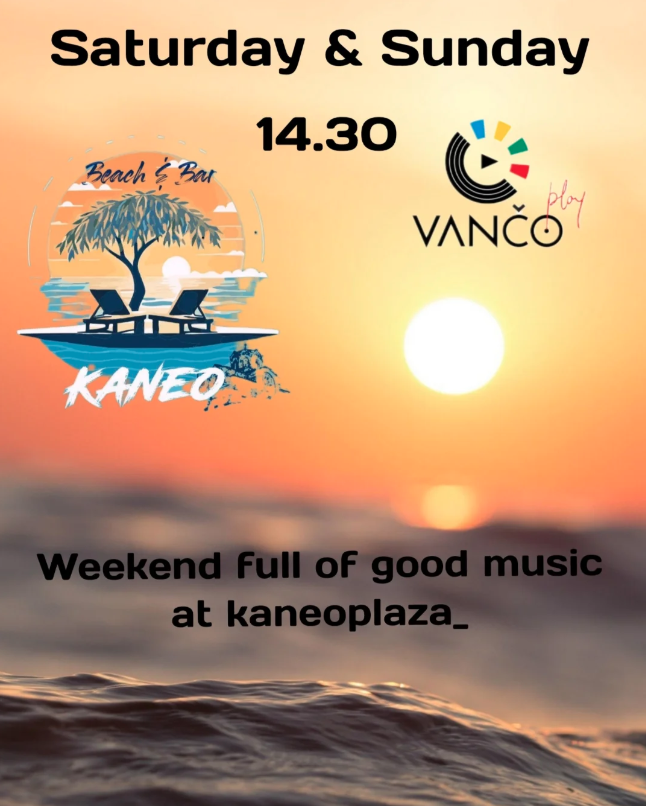 Saturday & Sunday
14.30
Beach & Bar
KANEO
play
VANČO
Weekend full of good music
at kaneoplaza_